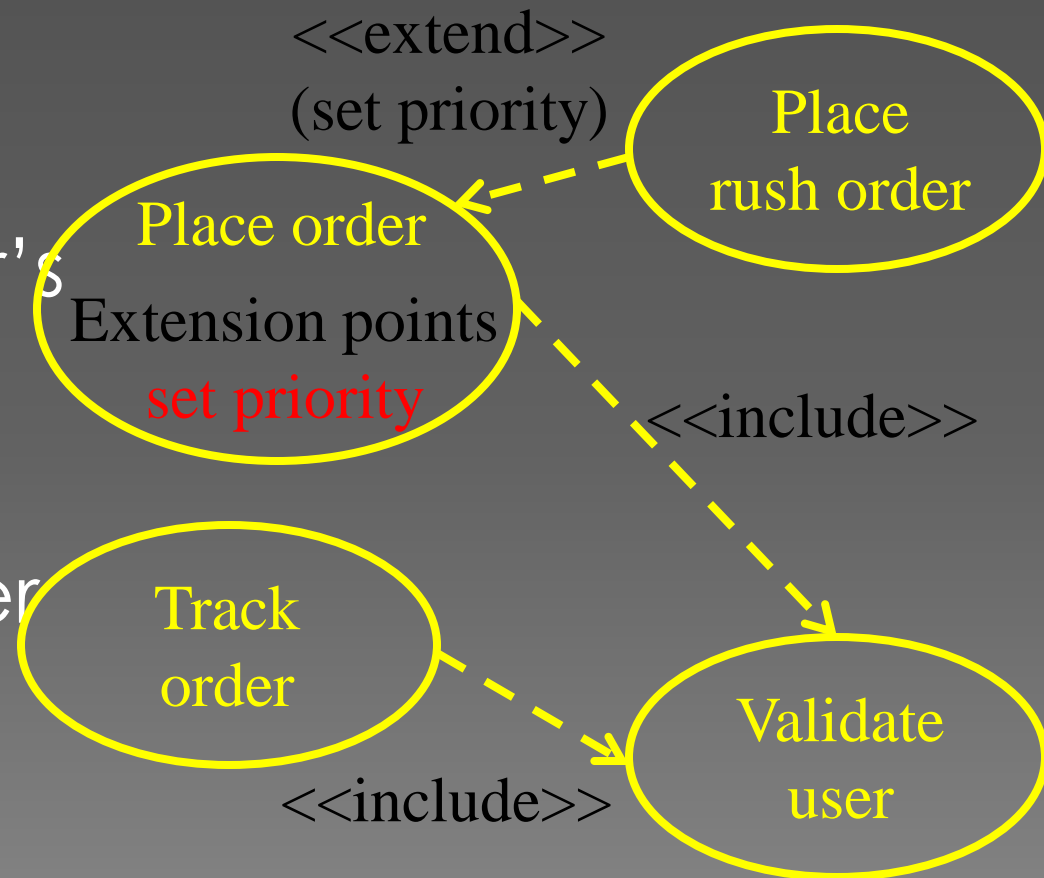 <<extend>>
(set priority)
Place
rush order
Place order
Extension points
set priority
<<include>>
Track
order
Validate
user
<<include>>